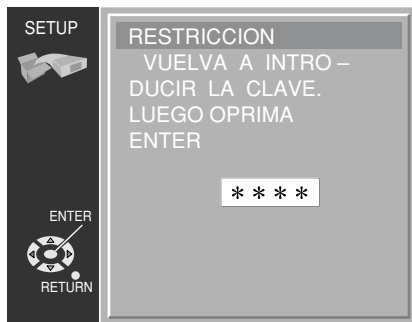 SETUP
RESTRICCION
VUELVA A INTRO –
DUCIR LA CLAVE.
LUEGO OPRIMA
ENTER
* * * *
ENTER
RETURN